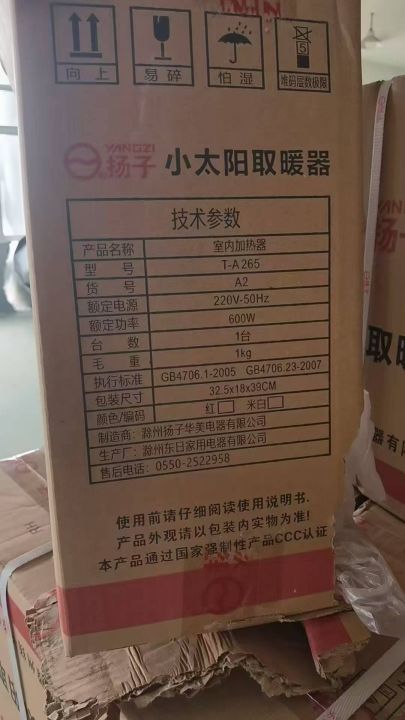 向上 易碎 怕湿 5 堆码层数极限
YANGZI
扬子 小太阳取暖器
技术参数
产品名称 室内加热器
型号 T-A265
货号 A2
额定电源 220V-50Hz
额定功率 600W
台数 1台
毛重 1kg
执行标准 GB4706.1-2005 GB4706.23-2007
包装尺寸 32.5x18x39CM
颜色/编码 红□ 米白□
制造商：滁州扬子华美电器有限公司
生产厂：滁州东日家用电器有限公司
售后电话：0550-2522958
使用前请仔细阅读使用说明书.
产品外观请以包装内实物为准!
本产品通过国家强制性产品CCC认证
扬
取暖
器有